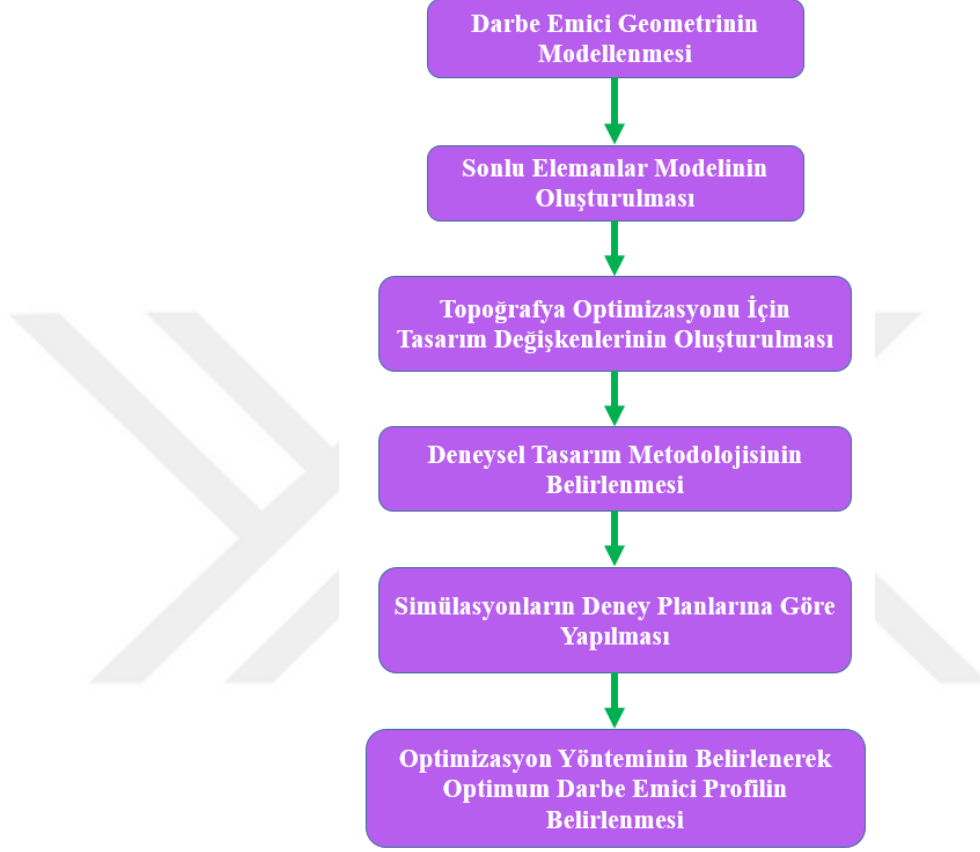 Darbe Emici Geometrinin
Modellenmesi
Sonlu Elemanlar Modelinin
Oluşturulması
Topoğrafya Optimizasyonu İçin
Tasarım Değişkenlerinin Oluşturulması
Deneysel Tasarım Metodolojisinin
Belirlenmesi
Simülasyonların Deney Planlarına Göre
Yapılması
Optimizasyon Yönteminin Belirlenerek
Optimum Darbe Emici Profilin
Belirlenmesi